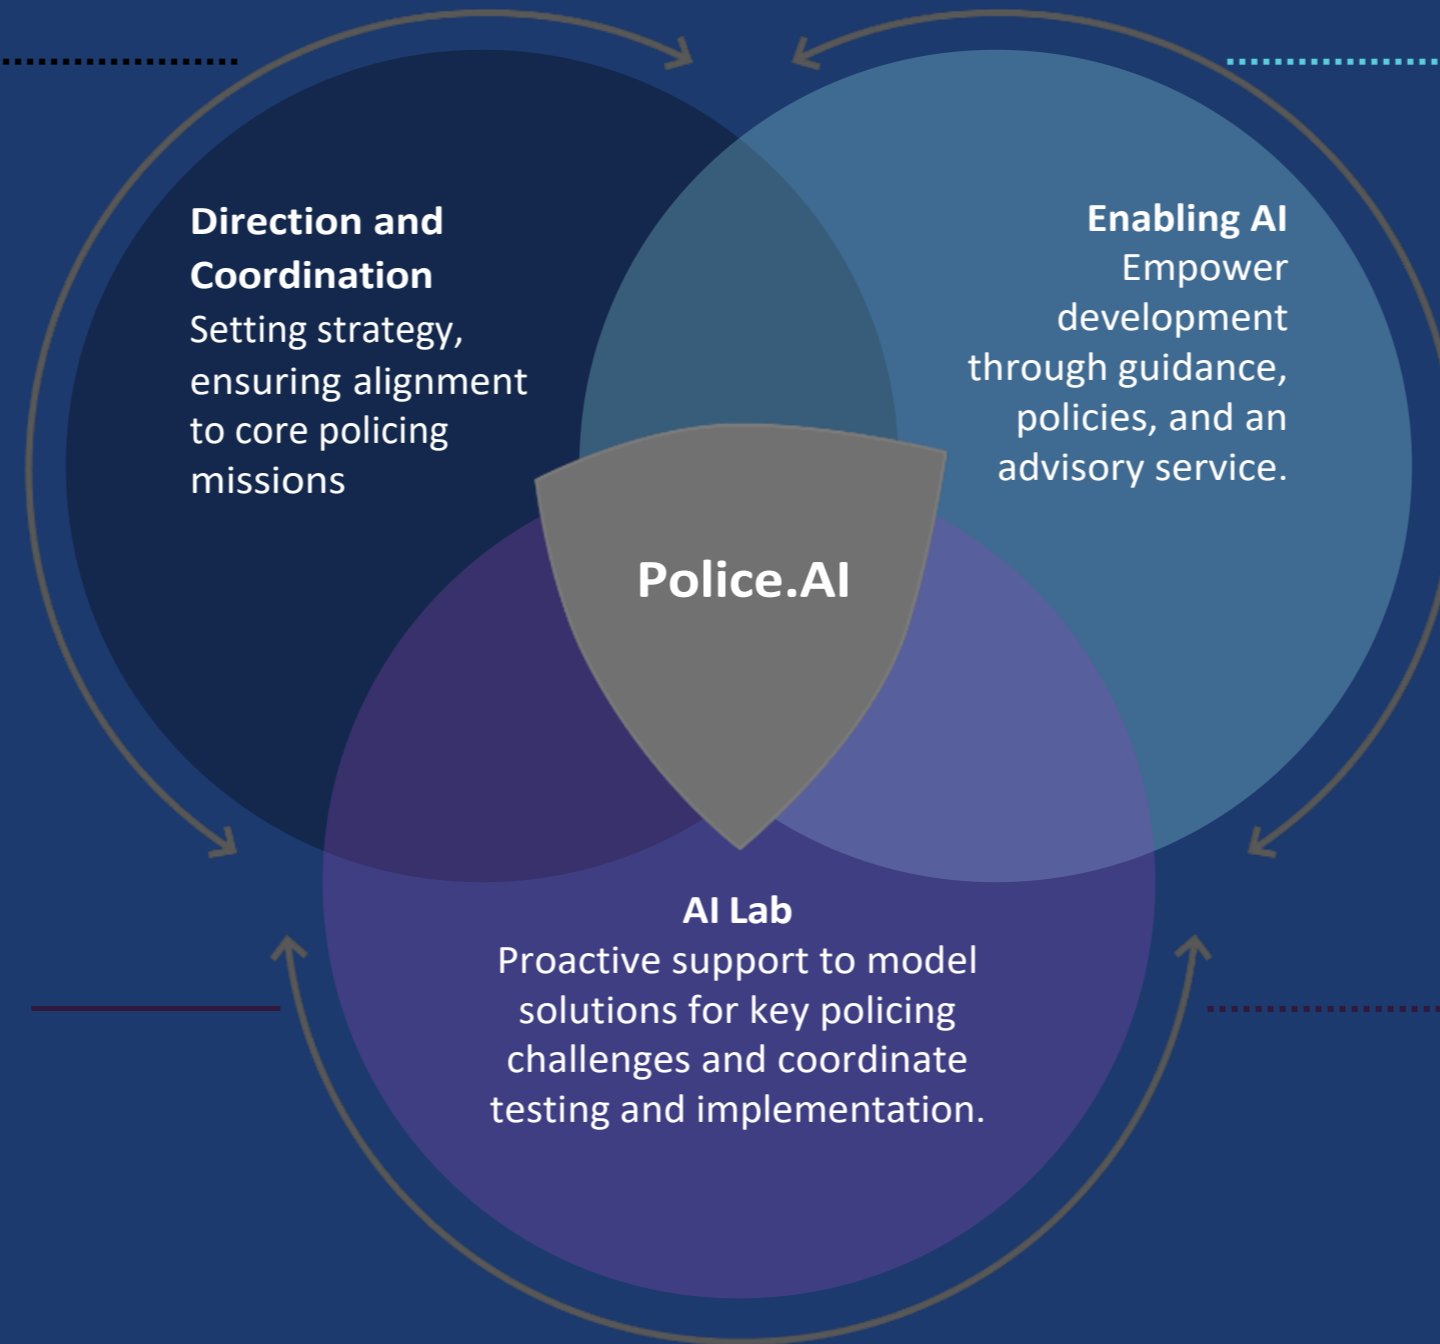 Direction and
Coordination
Setting strategy,
ensuring alignment
to core policing
missions
Enabling AI
Empower
development
through guidance,
policies, and an
advisory service.
Police.AI
AI Lab
Proactive support to model
solutions for key policing
challenges and coordinate
testing and implementation.